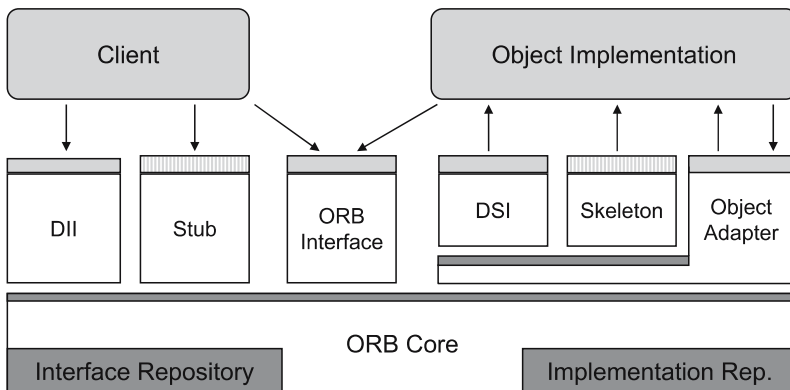 Client
Object Implementation
DII
Stub
ORB
Interface
DSI
Skeleton
Object
Adapter
ORB Core
Interface Repository
Implementation Rep.